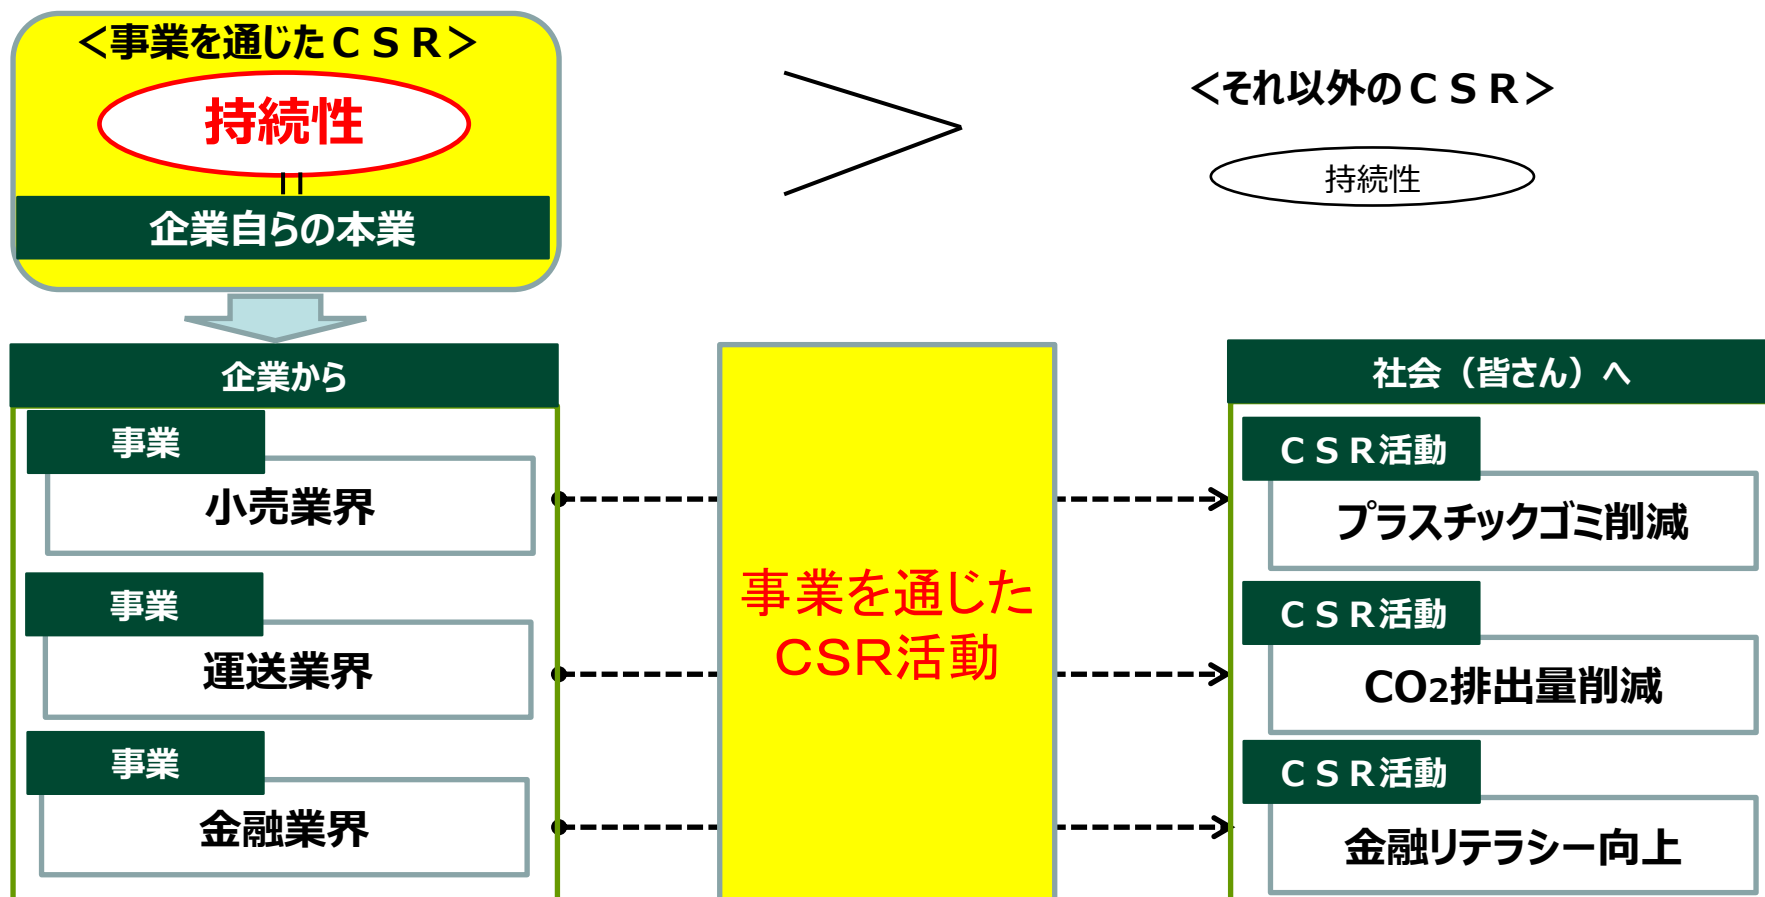 ＜事業を通じたＣＳＲ＞
持続性
企業自らの本業
＜それ以外のＣＳＲ＞
持続性
企業から
事業
小売業界
事業
運送業界
事業
金融業界
事業を通じた
CSR活動
社会（皆さん）へ
ＣＳＲ活動
プラスチックゴミ削減
ＣＳＲ活動
CO2排出量削減
ＣＳＲ活動
金融リテラシー向上